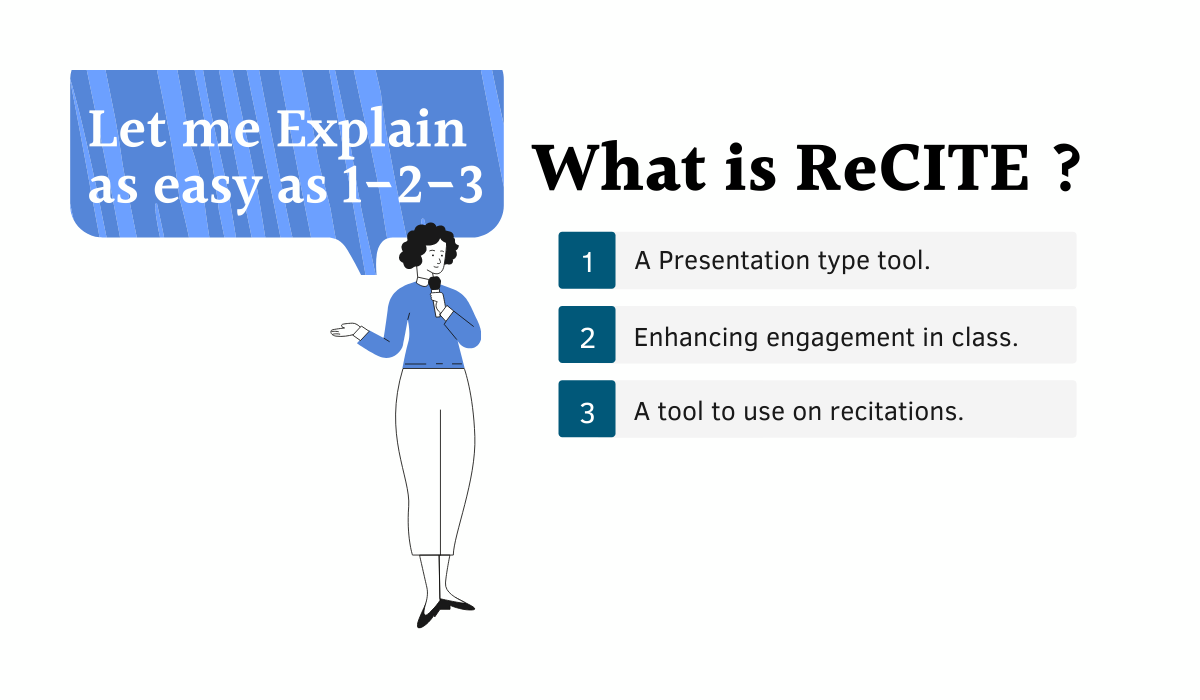 Let me Explain
as easy as 1-2-3
What is ReCITE ?
1 A Presentation type tool.
2 Enhancing engagement in class.
3 A tool to use on recitations.